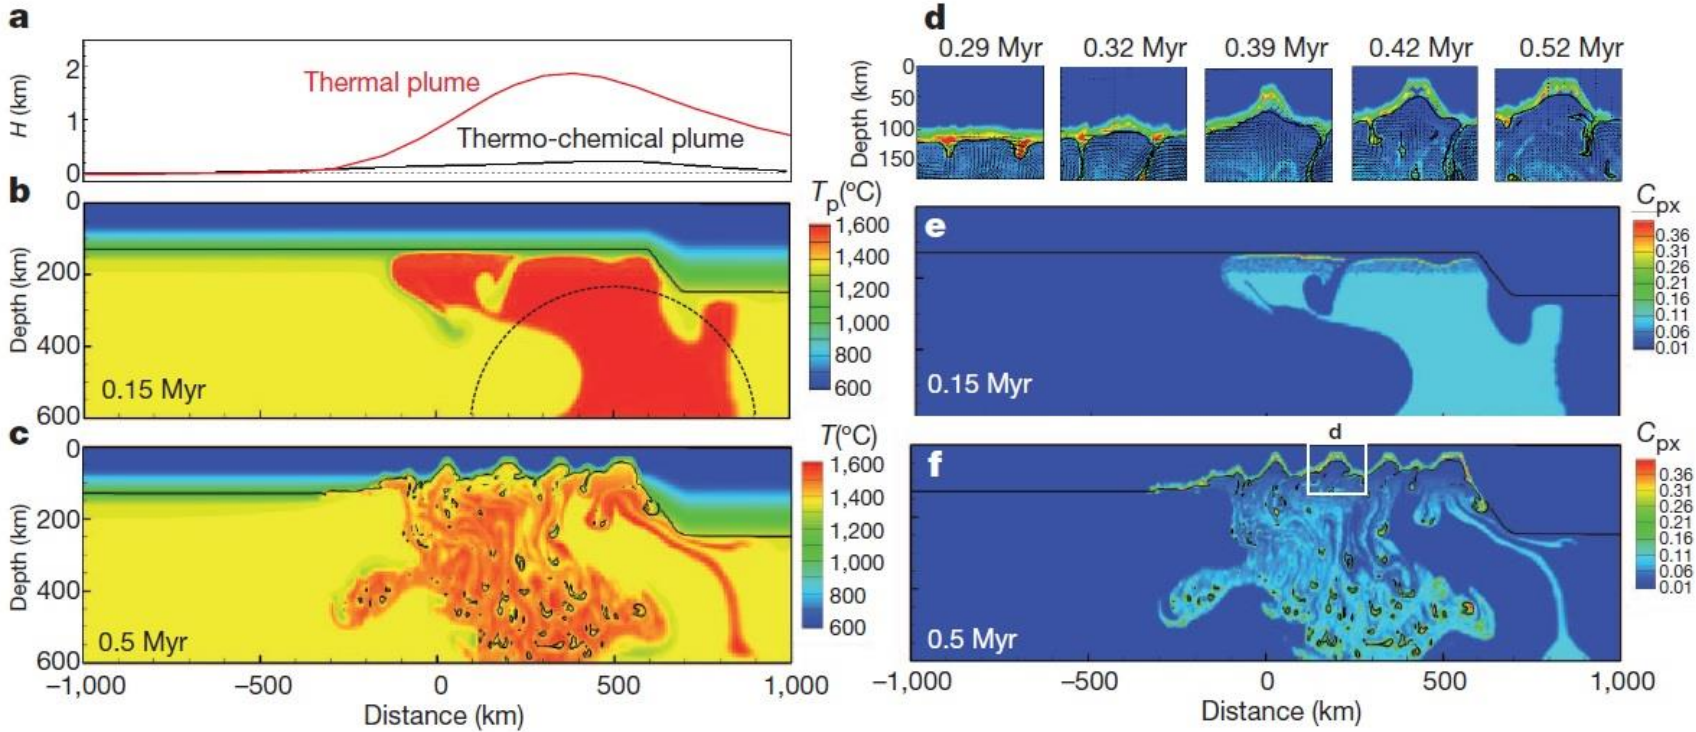 a
H (km)
2
1
0
Thermal plume
Thermo-chemical plume
b
Depth (km)
0
200
400
600
0.15 Myr
Tp(°C)
1,600
1,400
1,200
1,000
800
600
c
Depth (km)
0
200
400
600
0.5 Myr
T(°C)
1,600
1,400
1,200
1,000
800
600
−1,000
−500
0
500
1,000
Distance (km)
d
0.29 Myr 0.32 Myr 0.39 Myr 0.42 Myr 0.52 Myr
Depth (km)
0
50
100
150
e
0.15 Myr
Cpx
0.36
0.31
0.26
0.21
0.16
0.11
0.06
0.01
d
f
0.5 Myr
Cpx
0.36
0.31
0.26
0.21
0.16
0.11
0.06
0.01
−1,000
−500
0
500
1,000
Distance (km)